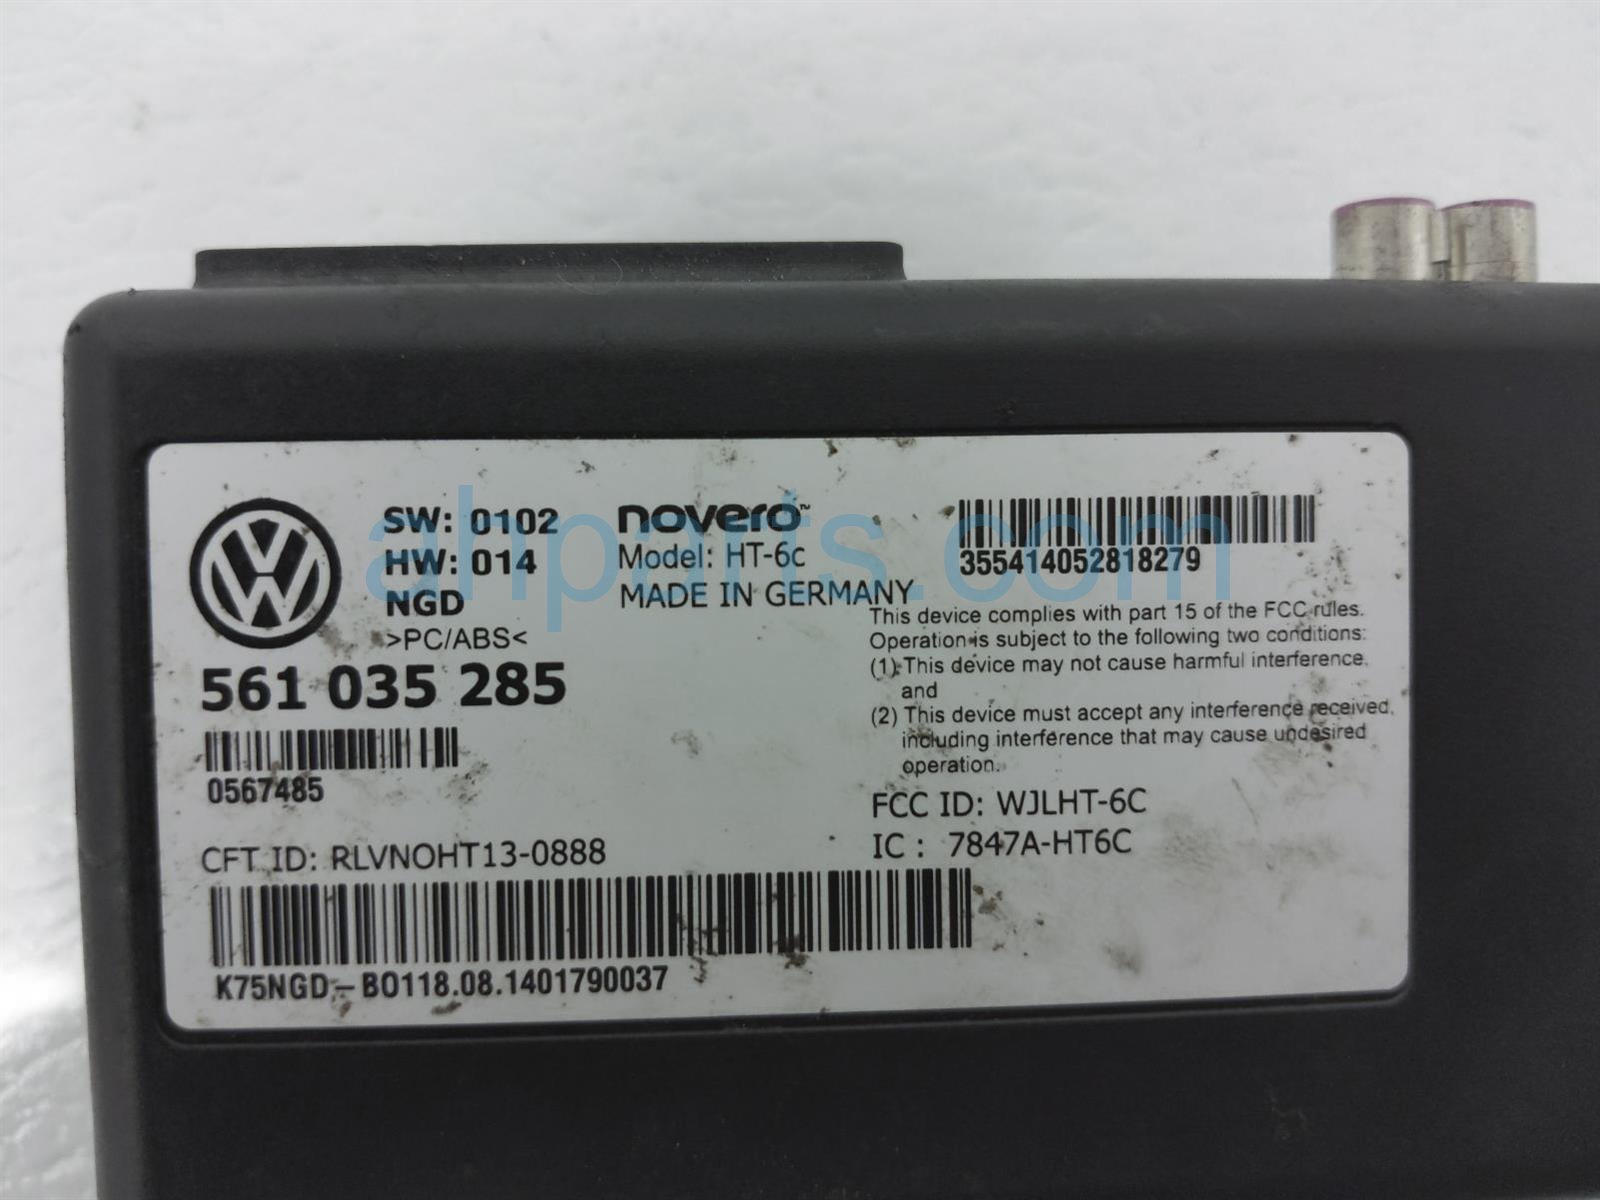 SW: 0102
HW: 014
NGD
>PC/ABS<
561 035 285
0567485
CFT ID: RLVNOHT13-0888
K75NGD-BO118.08.1401790037
novero™
Model: HT-6c
MADE IN GERMANY
355414052818279
This device complies with part 15 of the FCC rules.
Operation is subject to the following two conditions:
(1) This device may not cause harmful interference,
and
(2) This device must accept any interference received,
including interference that may cause undesired
operation.
FCC ID: WJLHT-6C
IC : 7847A-HT6C
ahparts.com